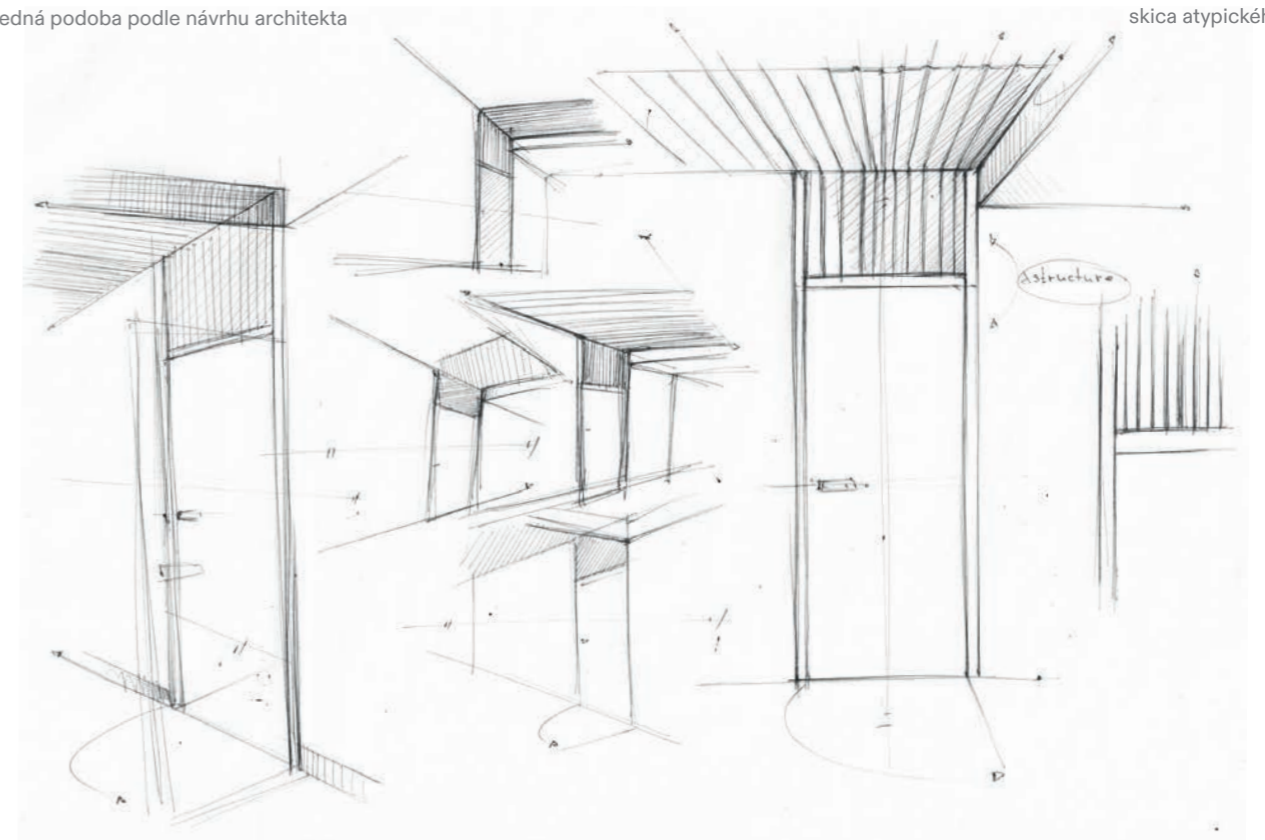 edná podoba podle návrhu architekta
skica atypickéh
structure